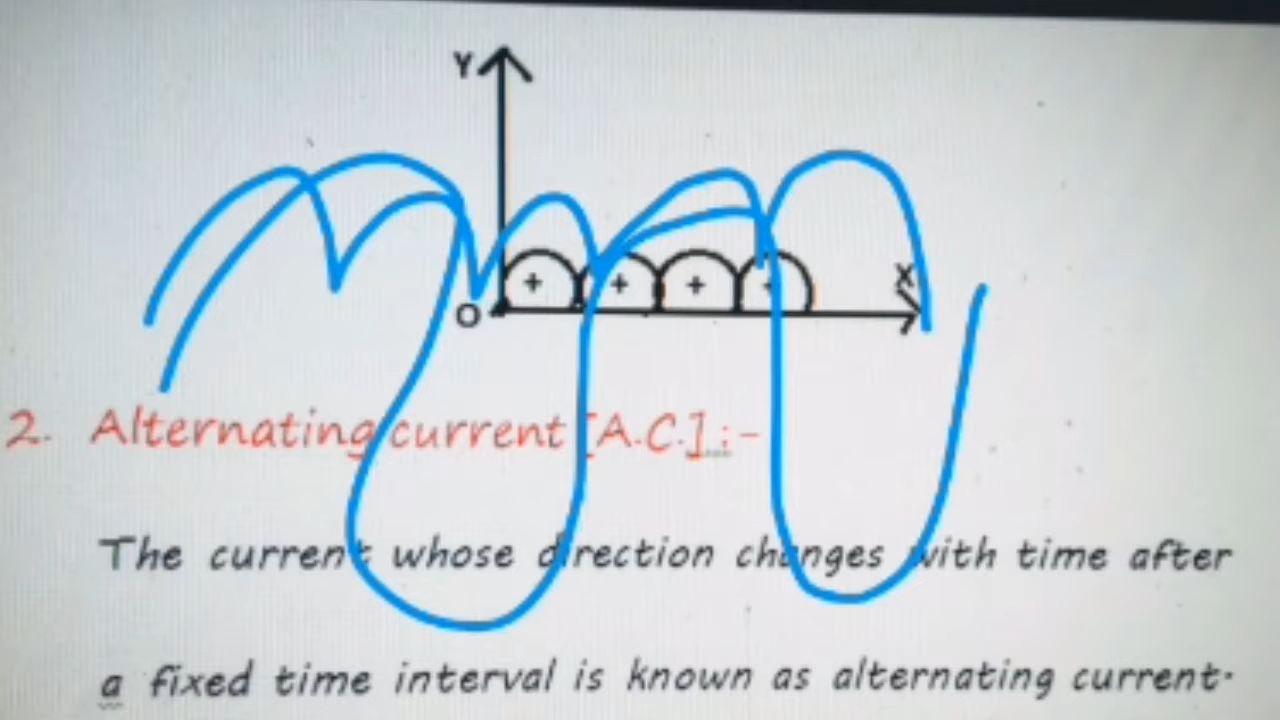 Y
+ + + +
X
O
2. Alternating current [A.C.] :-
The current whose direction changes with time after
a fixed time interval is known as alternating current.